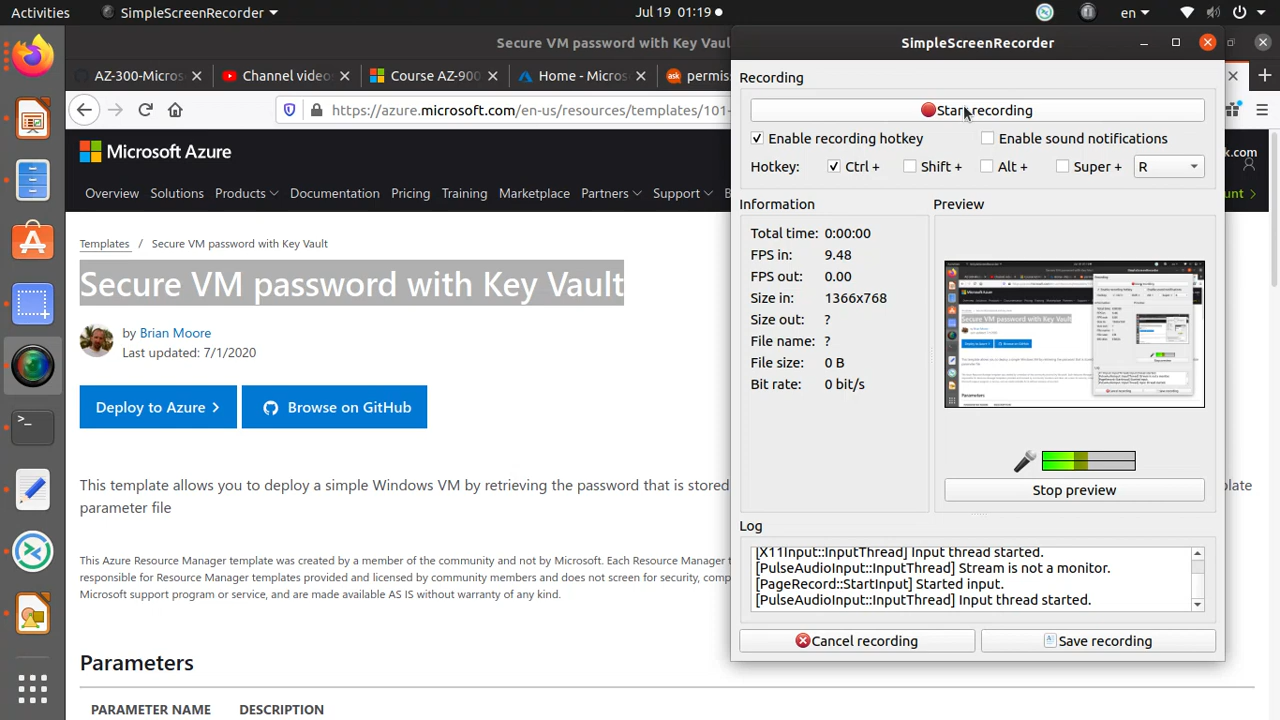 Activities
SimpleScreenRecorder
Jul 19 01:19
en
Secure VM password with Key Vaul
SimpleScreenRecorder
AZ-300-Micros
Channel video
Course AZ-900
Home - Micros
permis
https://azure.microsoft.com/en-us/resources/templates/101-
Microsoft Azure
Overview
Solutions
Products
Documentation
Pricing
Training
Marketplace
Partners
Support
B
k.com
unt
Templates / Secure VM password with Key Vault
Secure VM password with Key Vault
by Brian Moore
Last updated: 7/1/2020
Deploy to Azure
Browse on GitHub
This template allows you to deploy a simple Windows VM by retrieving the password that is stored
plate
parameter file
This Azure Resource Manager template was created by a member of the community and not by Microsoft. Each Resource Manager t
responsible for Resource Manager templates provided and licensed by community members and does not screen for security, comp
Microsoft support program or service, and are made available AS IS without warranty of any kind.
Parameters
PARAMETER NAME
DESCRIPTION
Recording
Start recording
Enable recording hotkey
Enable sound notifications
Hotkey:
Ctrl +
Shift +
Alt +
Super +
R
Information
Total time: 0:00:00
FPS in: 9.48
FPS out: 0.00
Size in: 1366x768
Size out: ?
File name: ?
File size: 0 B
Bit rate: 0 bit/s
Preview
Stop preview
Log
[X11Input::InputThread] Input thread started.
[PulseAudioInput::InputThread] Stream is not a monitor.
[PageRecord::StartInput] Started input.
[PulseAudioInput::InputThread] Input thread started.
Cancel recording
Save recording